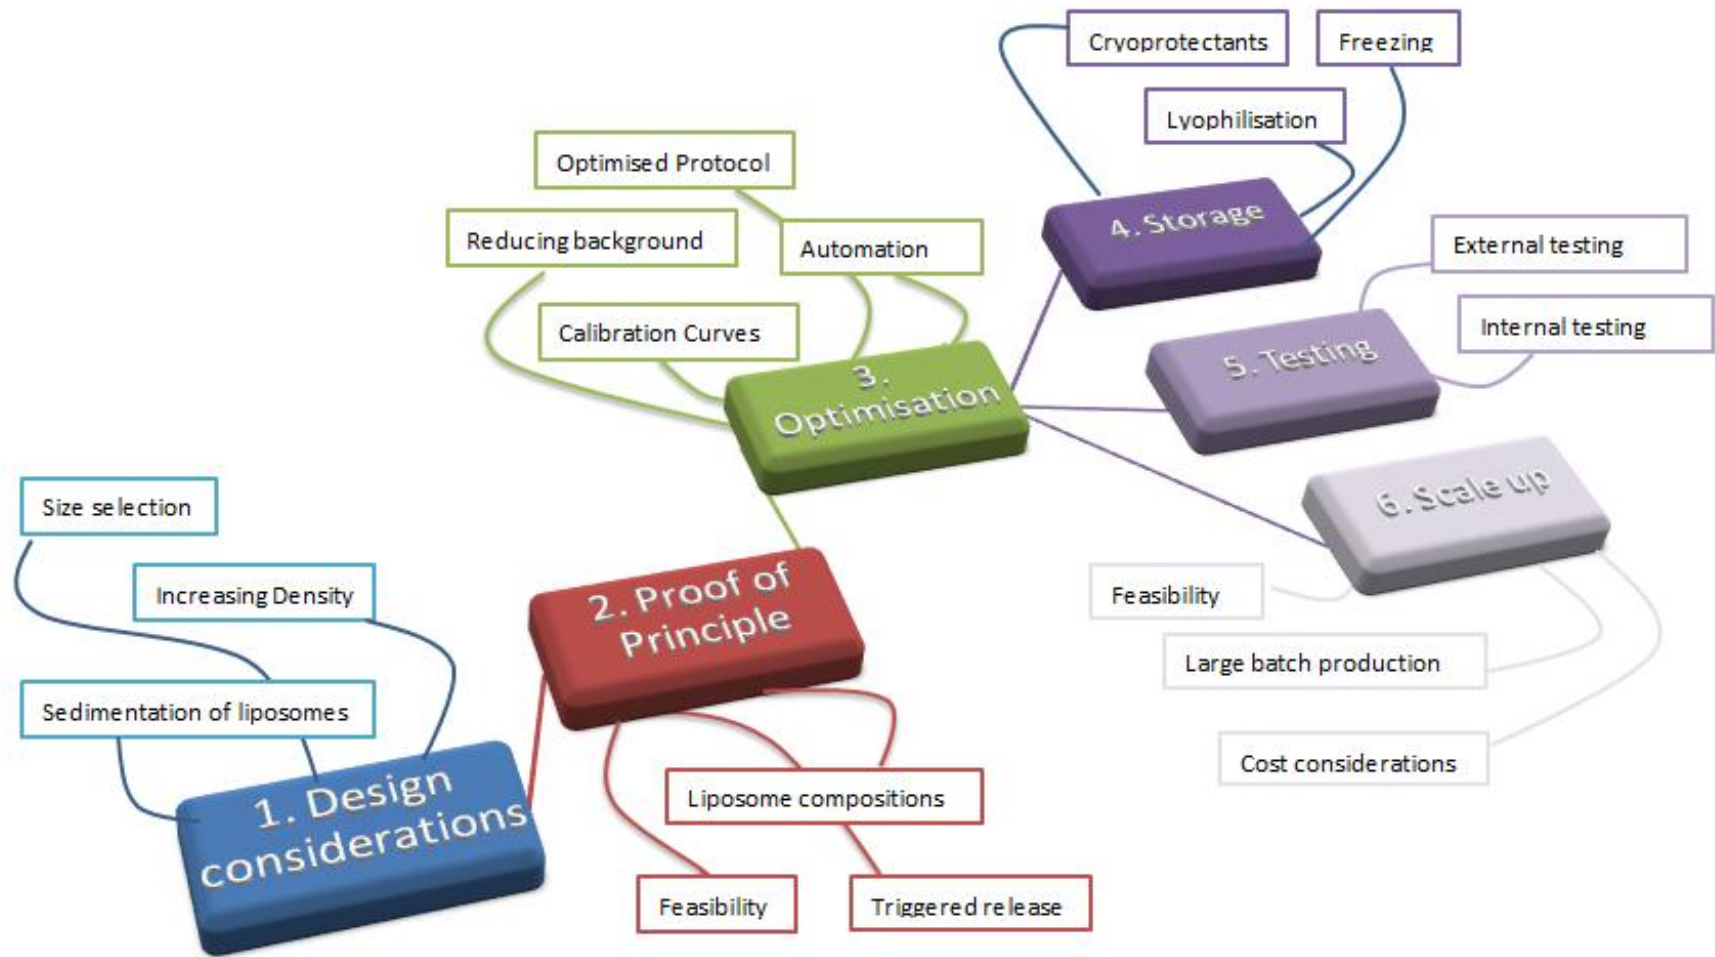 Cryoprotectants
Freezing
Lyophilisation
Optimised Protocol
Reducing background
Automation
Calibration Curves
4. Storage
External testing
Internal testing
5. Testing
3.
Optimisation
6. Scale up
Size selection
Increasing Density
Sedimentation of liposomes
2. Proof of
Principle
Feasibility
Large batch production
Cost considerations
1. Design
considerations
Liposome compositions
Feasibility
Triggered release